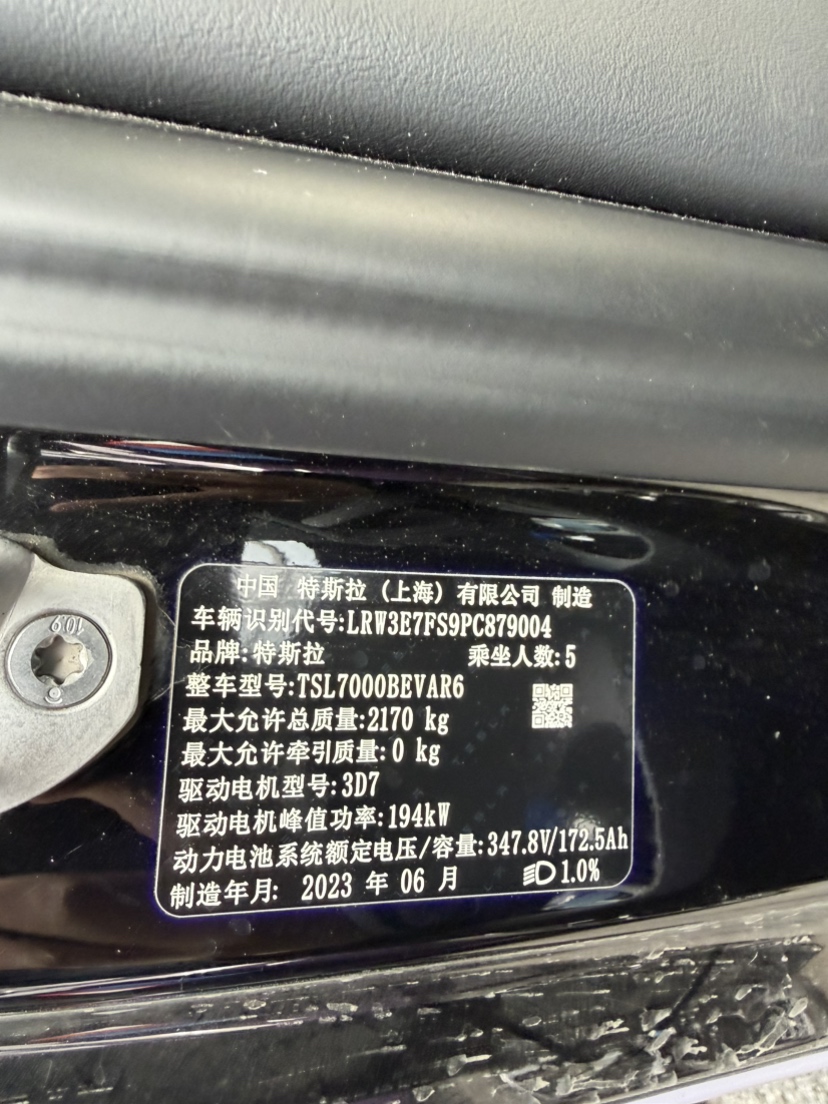 10.9
中国 特斯拉 (上海) 有限公司 制造
车辆识别代号:LRW3E7FS9PC879004
品牌:特斯拉 乘坐人数:5
整车型号:TSL7000BEVAR6
最大允许总质量:2170 kg
最大允许牵引质量:0 kg
驱动电机型号:3D7
驱动电机峰值功率:194kW
动力电池系统额定电压/容量:347.8V/172.5Ah
制造年月: 2023 年 06 月 1.0%